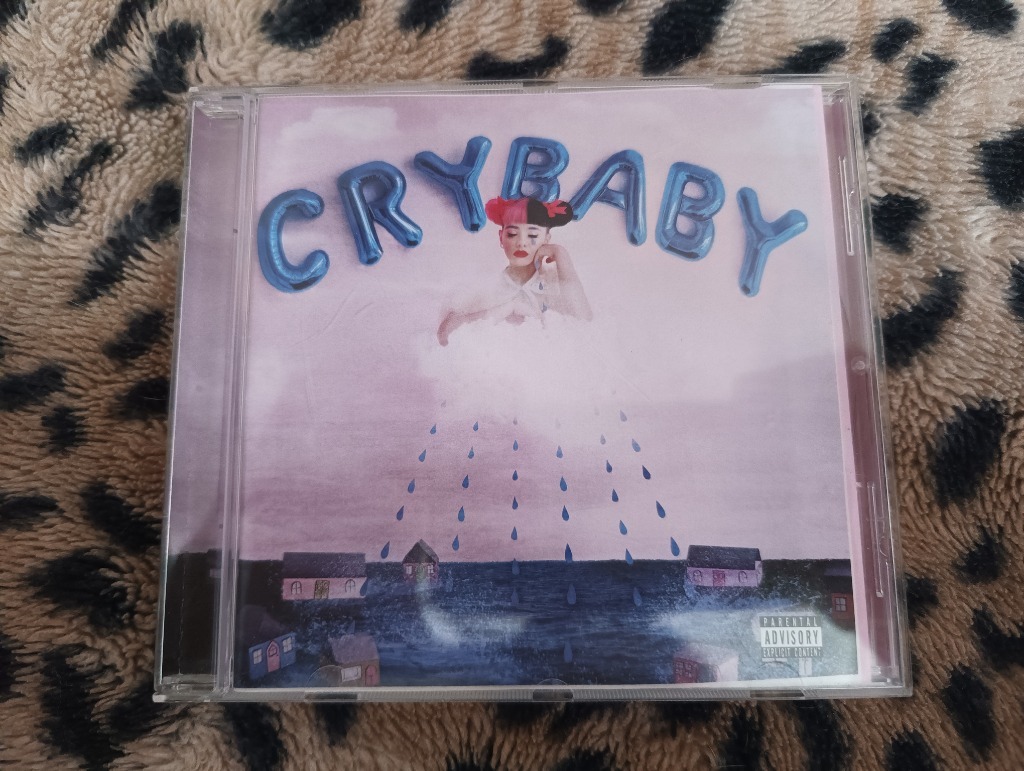 CRYBABY
PARENTAL
ADVISORY
EXPLICIT CONTENT